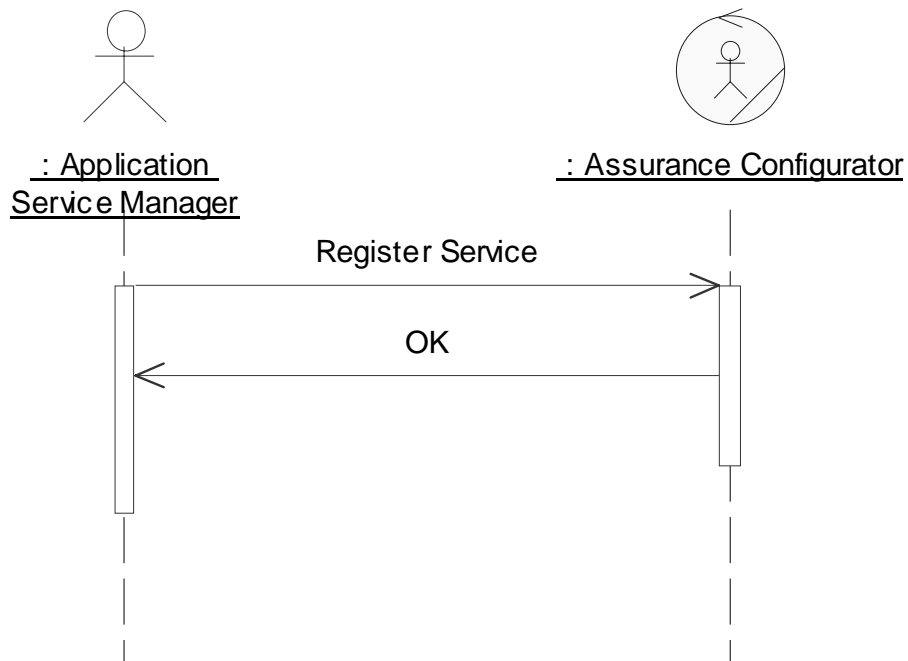 : Application
Service Manager
: Assurance Configurator
Register Service
OK